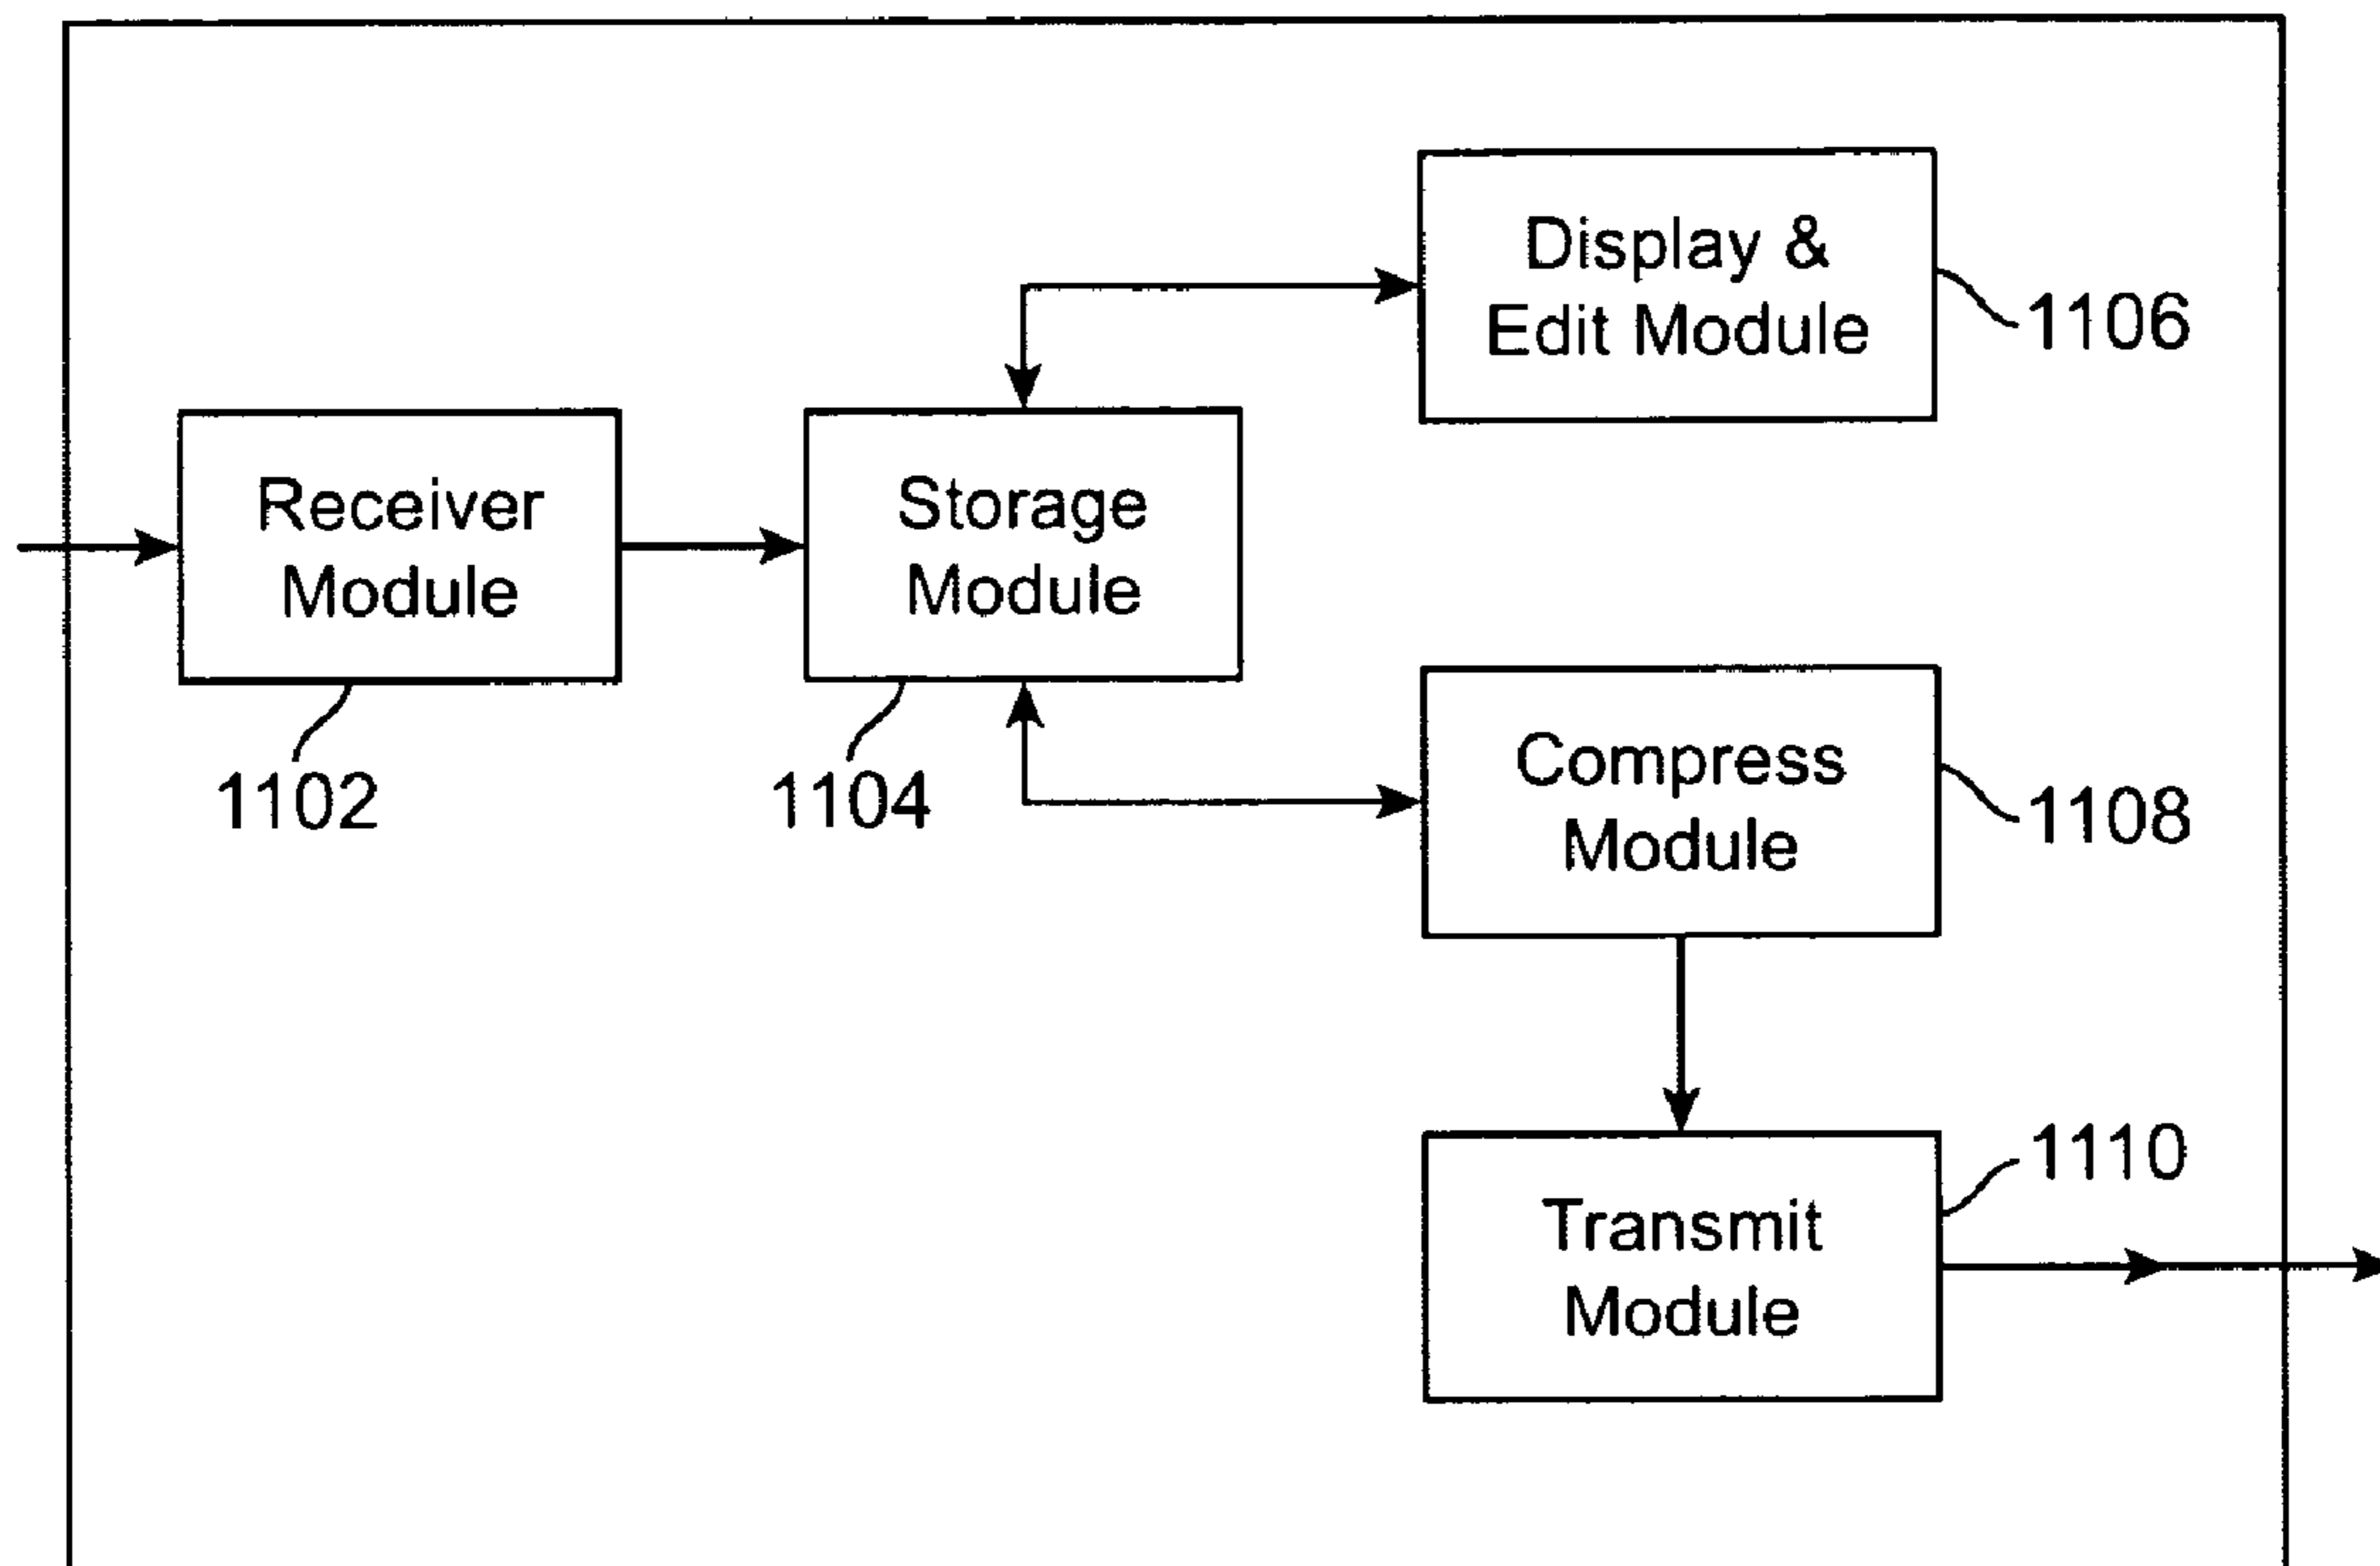 Display &
Edit Module
1106
Receiver
Module
1102
Storage
Module
1104
Compress
Module
1108
Transmit
Module
1110